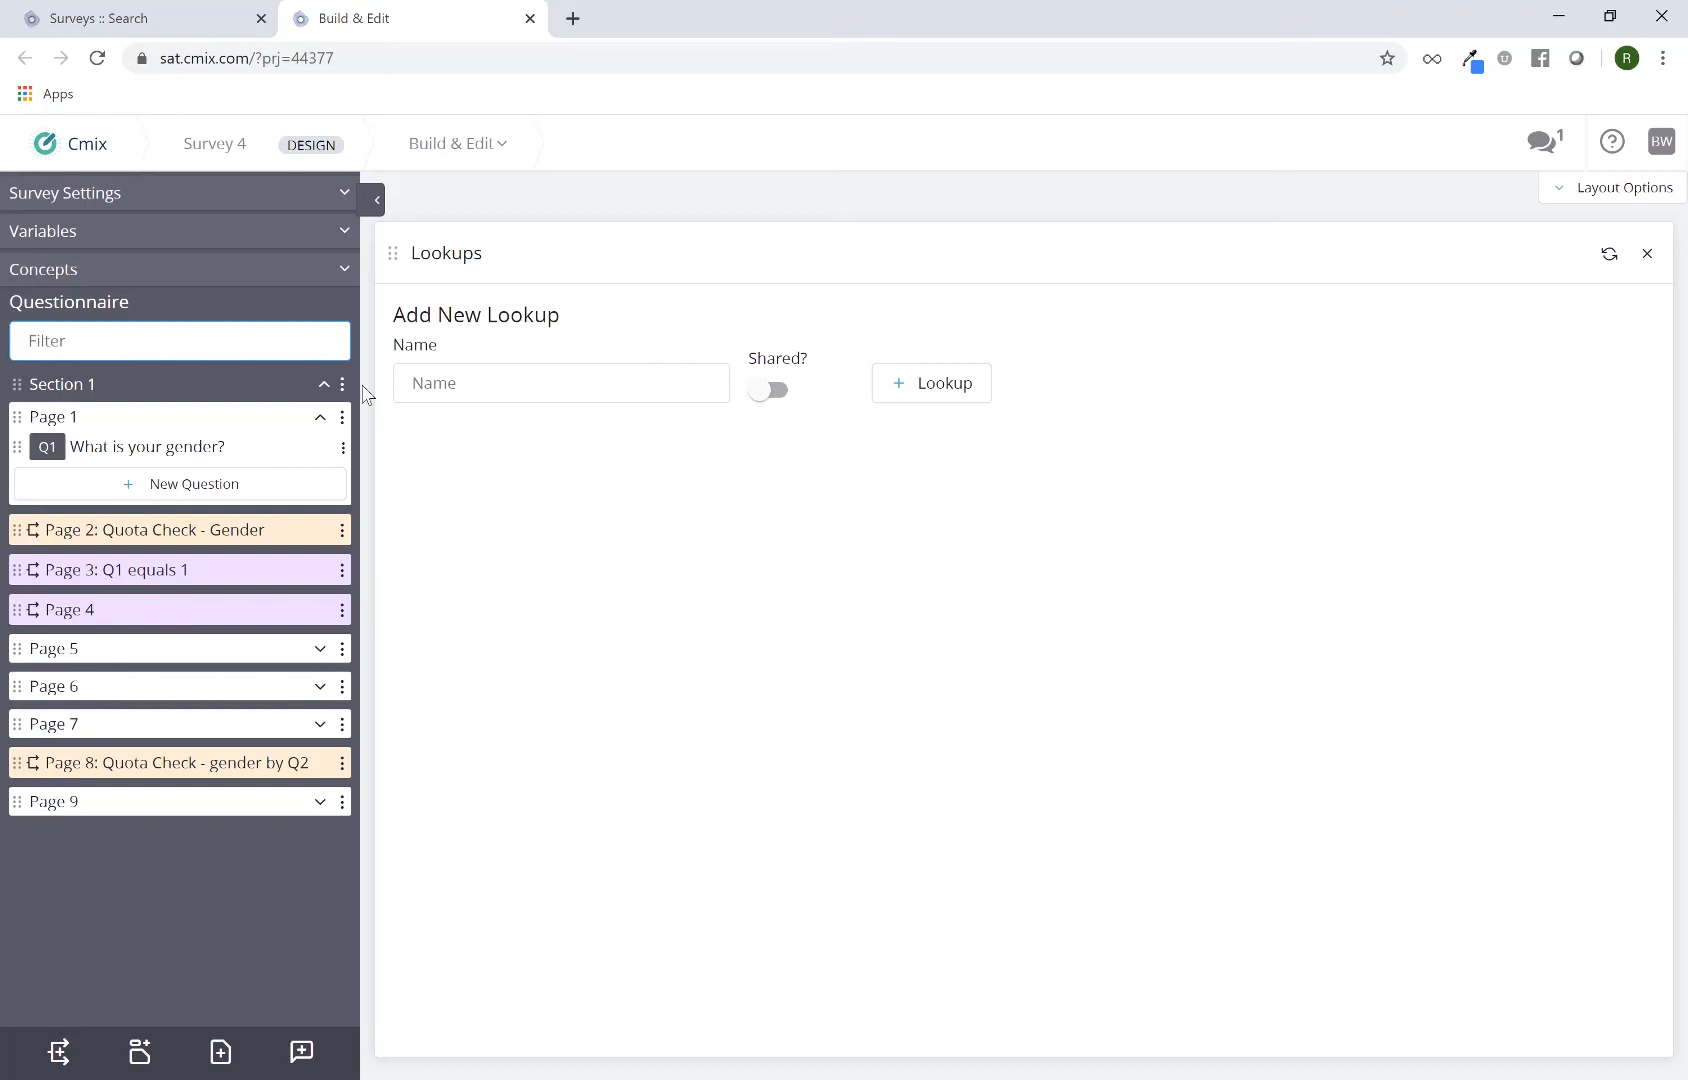 Surveys :: Search
Build & Edit
sat.cmix.com/?prj=44377
R
Apps
Cmix
Survey 4
DESIGN
Build & Edit
1
BW
Layout Options
Survey Settings
Variables
Concepts
Questionnaire
Filter
Section 1
Page 1
Q1 What is your gender?
+ New Question
Page 2: Quota Check - Gender
Page 3: Q1 equals 1
Page 4
Page 5
Page 6
Page 7
Page 8: Quota Check - gender by Q2
Page 9
Lookups
Add New Lookup
Name
Shared?
Name
+ Lookup